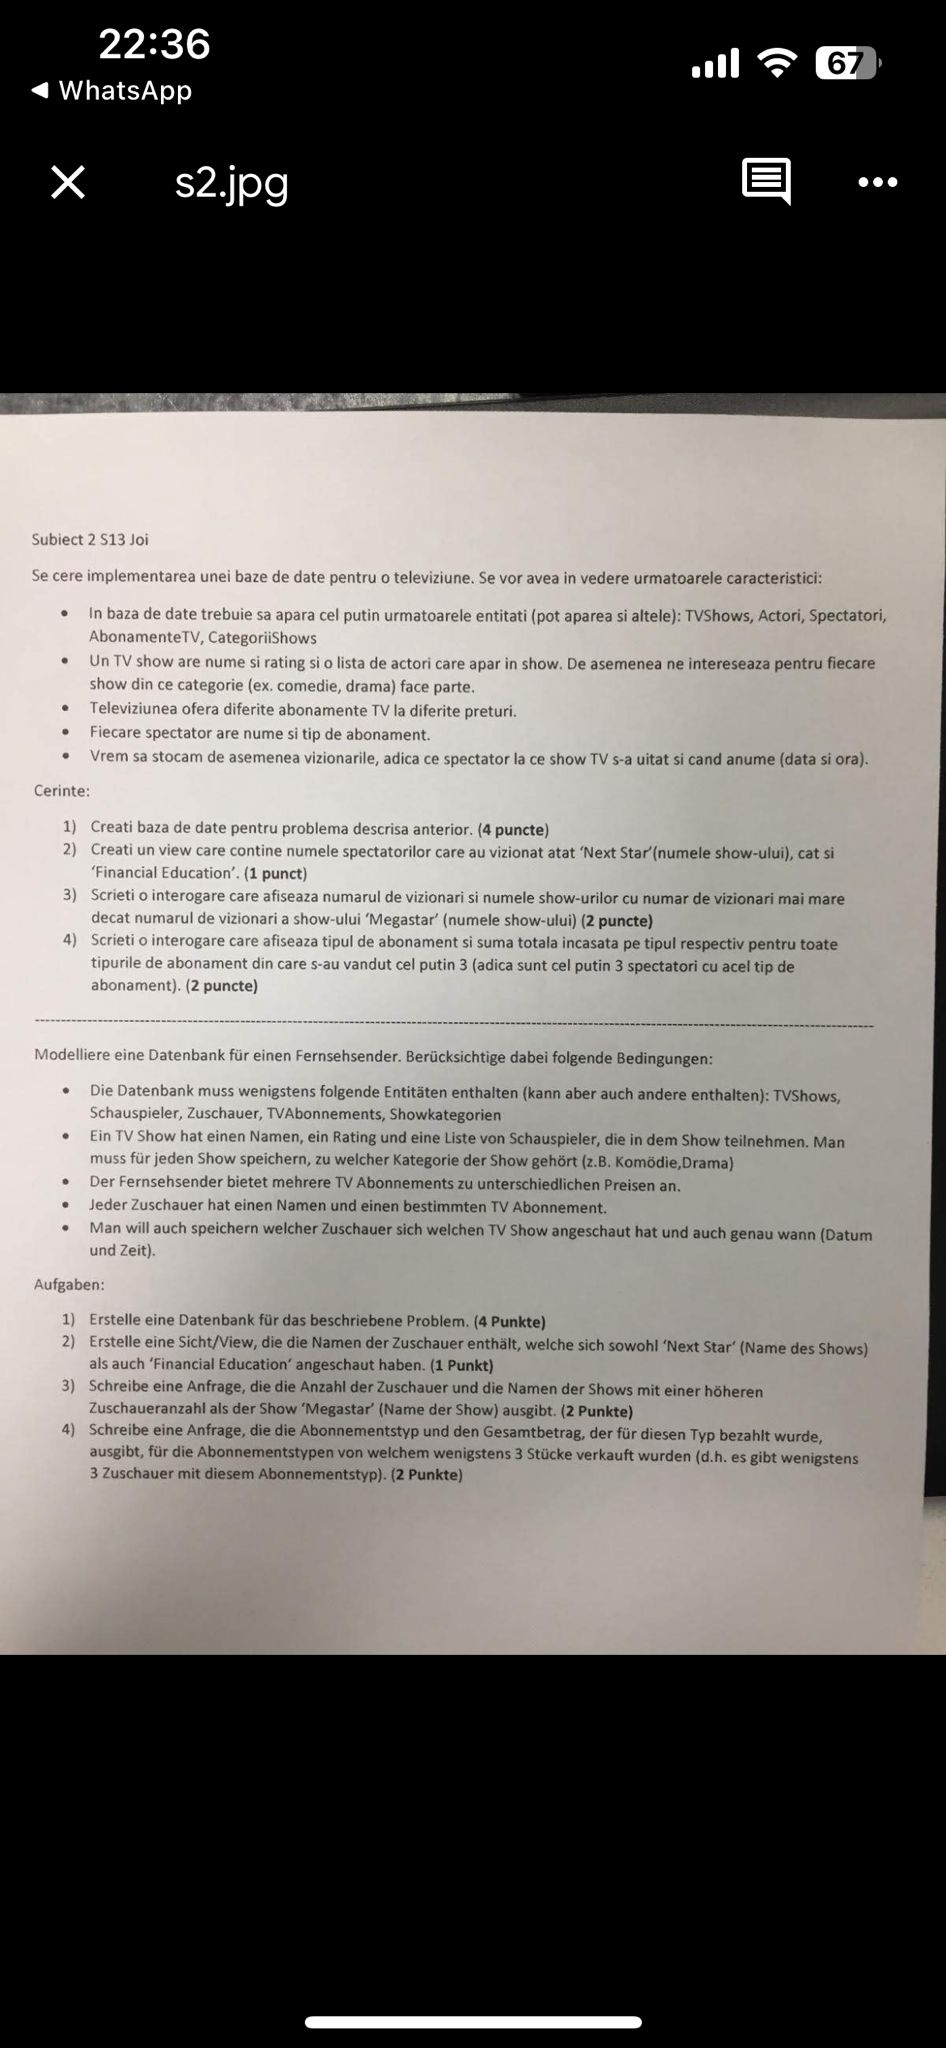 22:36
WhatsApp
67
s2.jpg
Subiect 2 S13 Joi
Se cere implementarea unei baze de date pentru o televiziune. Se vor avea in vedere urmatoarele caracteristici:
• In baza de date trebuie sa apara cel putin urmatoarele entitati (pot aparea si altele): TVShows, Actori, Spectatori,
AbonamenteTV, CategoriiShows
• Un TV show are nume si rating si o lista de actori care apar in show. De asemenea ne intereseaza pentru fiecare
show din ce categorie (ex. comedie, drama) face parte.
• Televiziunea ofera diferite abonamente TV la diferite preturi.
• Fiecare spectator are nume si tip de abonament.
• Vrem sa stocam de asemenea vizionarile, adica ce spectator la ce show TV s-a uitat si cand anume (data si ora).
Cerinte:
1) Creati baza de date pentru problema descrisa anterior. (4 puncte)
2) Creati un view care contine numele spectatorilor care au vizionat atat ‘Next Star’(numele show-ului), cat si
‘Financial Education’. (1 punct)
3) Scrieti o interogare care afiseaza numarul de vizionari si numele show-urilor cu numar de vizionari mai mare
decat numarul de vizionari a show-ului ‘Megastar’ (numele show-ului) (2 puncte)
4) Scrieti o interogare care afiseaza tipul de abonament si suma totala incasata pe tipul respectiv pentru toate
tipurile de abonament din care s-au vandut cel putin 3 (adica sunt cel putin 3 spectatori cu acel tip de
abonament). (2 puncte)
Modelliere eine Datenbank für einen Fernsehsender. Berücksichtige dabei folgende Bedingungen:
• Die Datenbank muss wenigstens folgende Entitäten enthalten (kann aber auch andere enthalten): TVShows,
Schauspieler, Zuschauer, TVAbonnements, Showkategorien
• Ein TV Show hat einen Namen, ein Rating und eine Liste von Schauspieler, die in dem Show teilnehmen. Man
muss für jeden Show speichern, zu welcher Kategorie der Show gehört (z.B. Komödie,Drama)
• Der Fernsehsender bietet mehrere TV Abonnements zu unterschiedlichen Preisen an.
• Jeder Zuschauer hat einen Namen und einen bestimmten TV Abonnement.
• Man will auch speichern welcher Zuschauer sich welchen TV Show angeschaut hat und auch genau wann (Datum
und Zeit).
Aufgaben:
1) Erstelle eine Datenbank für das beschriebene Problem. (4 Punkte)
2) Erstelle eine Sicht/View, die die Namen der Zuschauer enthält, welche sich sowohl ‘Next Star’ (Name des Shows)
als auch ‘Financial Education’ angeschaut haben. (1 Punkt)
3) Schreibe eine Anfrage, die die Anzahl der Zuschauer und die Namen der Shows mit einer höheren
Zuschaueranzahl als der Show ‘Megastar’ (Name der Show) ausgibt. (2 Punkte)
4) Schreibe eine Anfrage, die die Abonnementstyp und den Gesamtbetrag, der für diesen Typ bezahlt wurde,
ausgibt, für die Abonnementstypen von welchem wenigstens 3 Stücke verkauft wurden (d.h. es gibt wenigstens
3 Zuschauer mit diesem Abonnementstyp). (2 Punkte)